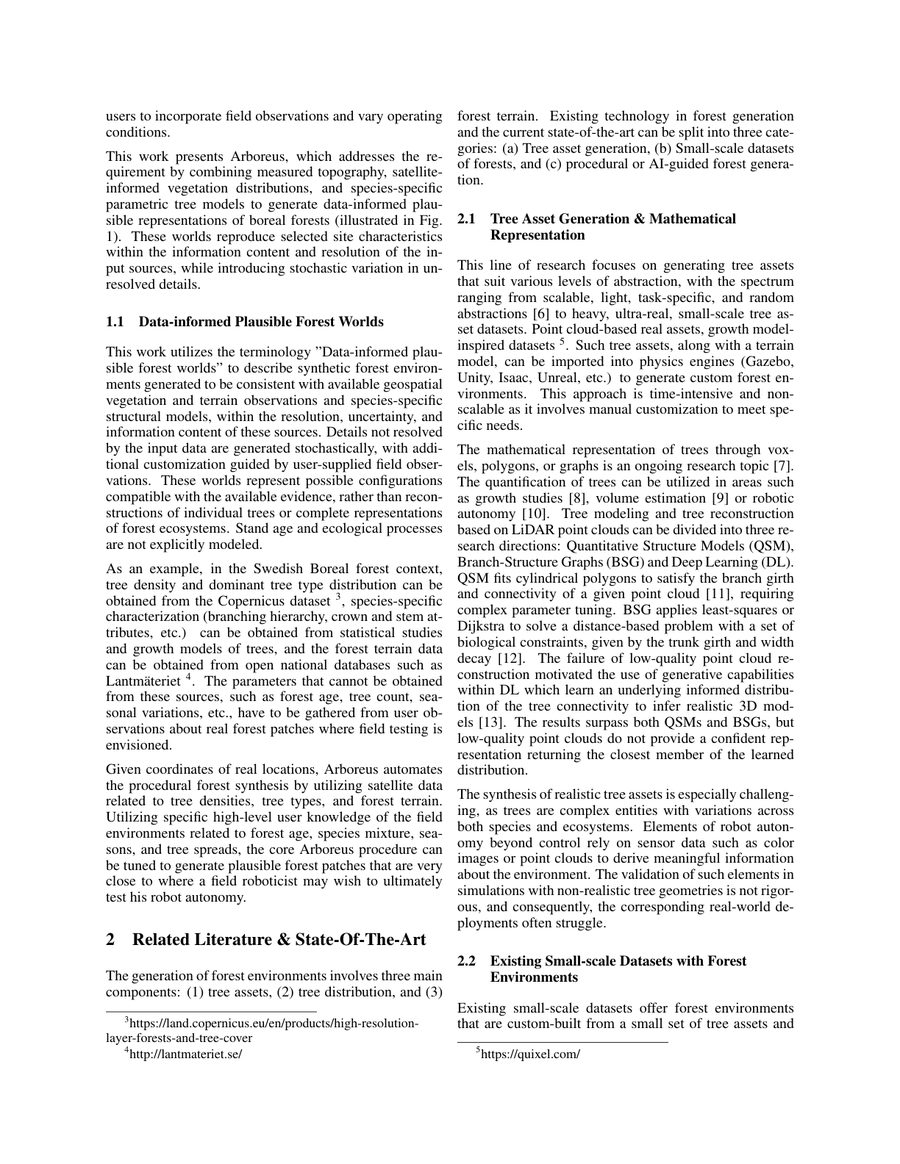 users to incorporate field observations and vary operating
conditions.
This work presents Arboreus, which addresses the re-
quirement by combining measured topography, satellite-
informed vegetation distributions, and species-specific
parametric tree models to generate data-informed plau-
sible representations of boreal forests (illustrated in Fig.
1). These worlds reproduce selected site characteristics
within the information content and resolution of the in-
put sources, while introducing stochastic variation in un-
resolved details.
1.1 Data-informed Plausible Forest Worlds
This work utilizes the terminology ”Data-informed plau-
sible forest worlds” to describe synthetic forest environ-
ments generated to be consistent with available geospatial
vegetation and terrain observations and species-specific
structural models, within the resolution, uncertainty, and
information content of these sources. Details not resolved
by the input data are generated stochastically, with addi-
tional customization guided by user-supplied field obser-
vations. These worlds represent possible configurations
compatible with the available evidence, rather than recon-
structions of individual trees or complete representations
of forest ecosystems. Stand age and ecological processes
are not explicitly modeled.
As an example, in the Swedish Boreal forest context,
tree density and dominant tree type distribution can be
obtained from the Copernicus dataset 3, species-specific
characterization (branching hierarchy, crown and stem at-
tributes, etc.) can be obtained from statistical studies
and growth models of trees, and the forest terrain data
can be obtained from open national databases such as
Lantmäteriet 4. The parameters that cannot be obtained
from these sources, such as forest age, tree count, sea-
sonal variations, etc., have to be gathered from user ob-
servations about real forest patches where field testing is
envisioned.
Given coordinates of real locations, Arboreus automates
the procedural forest synthesis by utilizing satellite data
related to tree densities, tree types, and forest terrain.
Utilizing specific high-level user knowledge of the field
environments related to forest age, species mixture, sea-
sons, and tree spreads, the core Arboreus procedure can
be tuned to generate plausible forest patches that are very
close to where a field roboticist may wish to ultimately
test his robot autonomy.
2 Related Literature & State-Of-The-Art
The generation of forest environments involves three main
components: (1) tree assets, (2) tree distribution, and (3)
3https://land.copernicus.eu/en/products/high-resolution-
layer-forests-and-tree-cover
4http://lantmateriet.se/
forest terrain. Existing technology in forest generation
and the current state-of-the-art can be split into three cate-
gories: (a) Tree asset generation, (b) Small-scale datasets
of forests, and (c) procedural or AI-guided forest genera-
tion.
2.1 Tree Asset Generation & Mathematical
Representation
This line of research focuses on generating tree assets
that suit various levels of abstraction, with the spectrum
ranging from scalable, light, task-specific, and random
abstractions [6] to heavy, ultra-real, small-scale tree as-
set datasets. Point cloud-based real assets, growth model-
inspired datasets 5. Such tree assets, along with a terrain
model, can be imported into physics engines (Gazebo,
Unity, Isaac, Unreal, etc.) to generate custom forest en-
vironments. This approach is time-intensive and non-
scalable as it involves manual customization to meet spe-
cific needs.
The mathematical representation of trees through vox-
els, polygons, or graphs is an ongoing research topic [7].
The quantification of trees can be utilized in areas such
as growth studies [8], volume estimation [9] or robotic
autonomy [10]. Tree modeling and tree reconstruction
based on LiDAR point clouds can be divided into three re-
search directions: Quantitative Structure Models (QSM),
Branch-Structure Graphs (BSG) and Deep Learning (DL).
QSM fits cylindrical polygons to satisfy the branch girth
and connectivity of a given point cloud [11], requiring
complex parameter tuning. BSG applies least-squares or
Dijkstra to solve a distance-based problem with a set of
biological constraints, given by the trunk girth and width
decay [12]. The failure of low-quality point cloud re-
construction motivated the use of generative capabilities
within DL which learn an underlying informed distribu-
tion of the tree connectivity to infer realistic 3D mod-
els [13]. The results surpass both QSMs and BSGs, but
low-quality point clouds do not provide a confident rep-
resentation returning the closest member of the learned
distribution.
The synthesis of realistic tree assets is especially challeng-
ing, as trees are complex entities with variations across
both species and ecosystems. Elements of robot auton-
omy beyond control rely on sensor data such as color
images or point clouds to derive meaningful information
about the environment. The validation of such elements in
simulations with non-realistic tree geometries is not rigor-
ous, and consequently, the corresponding real-world de-
ployments often struggle.
2.2 Existing Small-scale Datasets with Forest
Environments
Existing small-scale datasets offer forest environments
that are custom-built from a small set of tree assets and
5https://quixel.com/